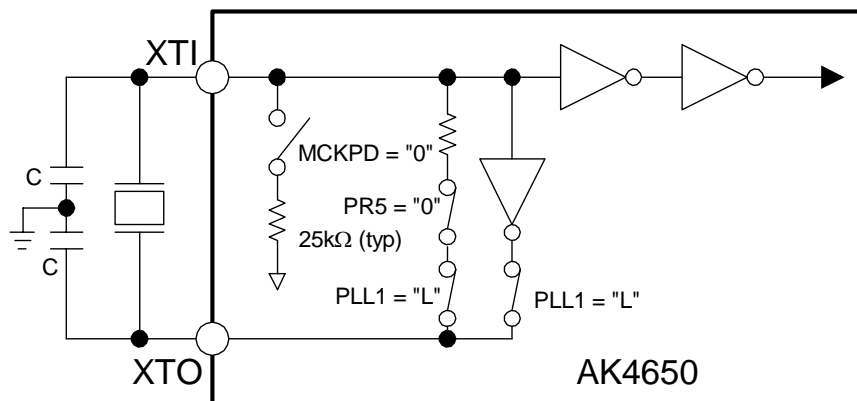 XTI
MCKPD = "0"
C
PR5 = "0"
25kΩ (typ)
C
PLL1 = "L"
PLL1 = "L"
XTO
AK4650